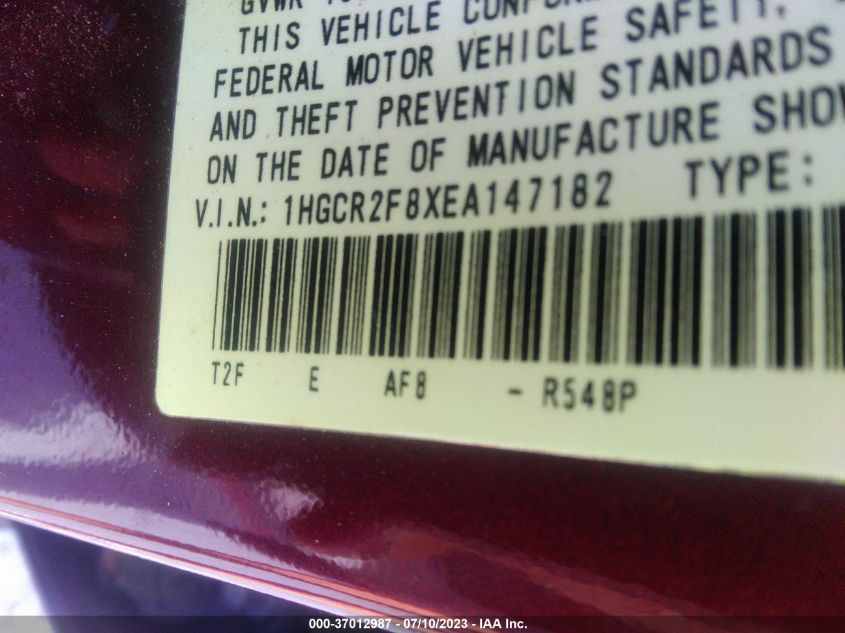 GVWR
THIS VEHICLE
FEDERAL MOTOR VEHICLE SAFETY,
AND THEFT PREVENTION STANDARDS
ON THE DATE OF MANUFACTURE SHO
V.I.N.: 1HGCR2F8XEA147182 TYPE:
T2F E AF8 - R548P
000-37012987 - 07/10/2023 - IAA Inc.